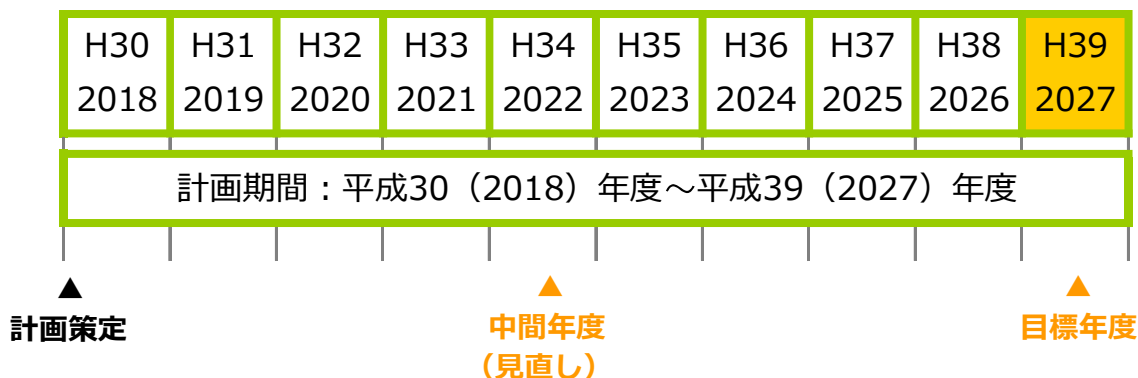 H30 H31 H32 H33 H34 H35 H36 H37 H38 H39
2018 2019 2020 2021 2022 2023 2024 2025 2026 2027
計画期間：平成30（2018）年度～平成39（2027）年度
▲ ▲ ▲
計画策定 中間年度 目標年度
（見直し）